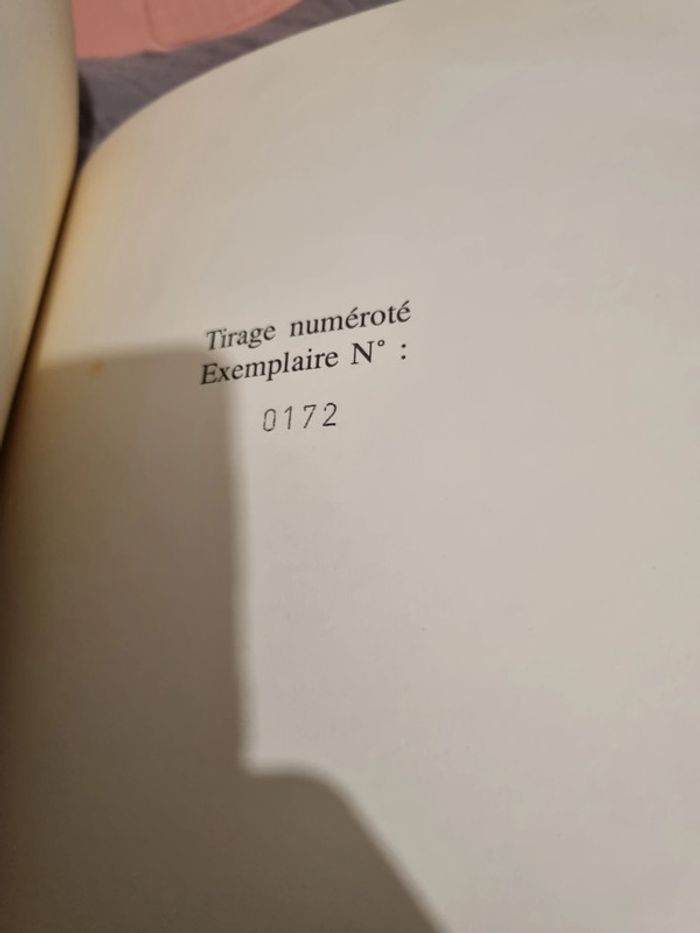 Tirage numéroté
Exemplaire N° :
0172